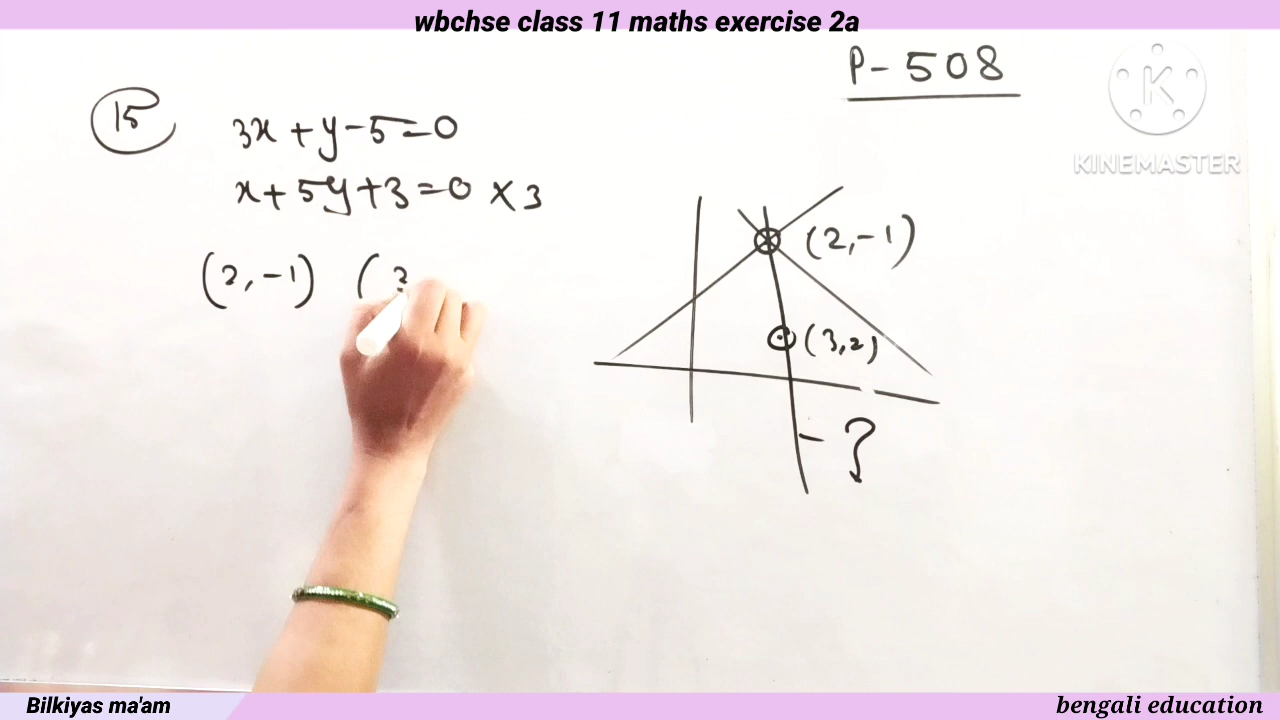 wbchse class 11 maths exercise 2a
P-508
15
3x+y-5=0
x+5y+3=0 ×3
(2,-1) (3
(2,-1)
(3,2)
- ?
K
KINEMASTER
Bilkiyas ma'am
bengali education